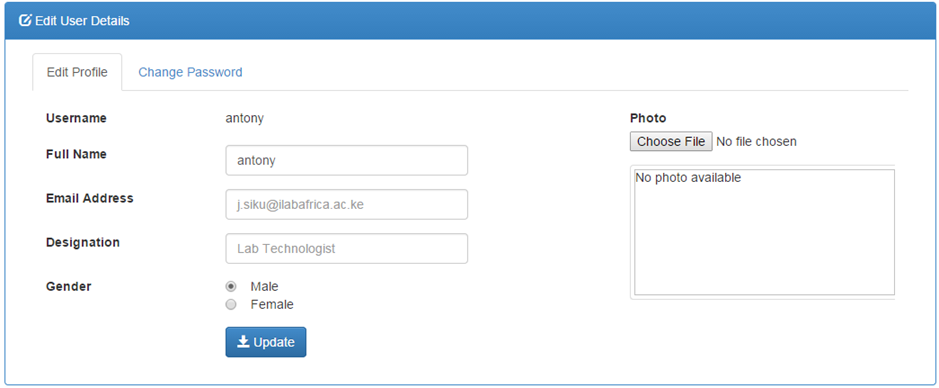 Edit User Details
Edit Profile Change Password
Username antony
Full Name antony
Email Address j.siku@ilabafrica.ac.ke
Designation Lab Technologist
Gender Male
Female
Update
Photo
Choose File No file chosen
No photo available